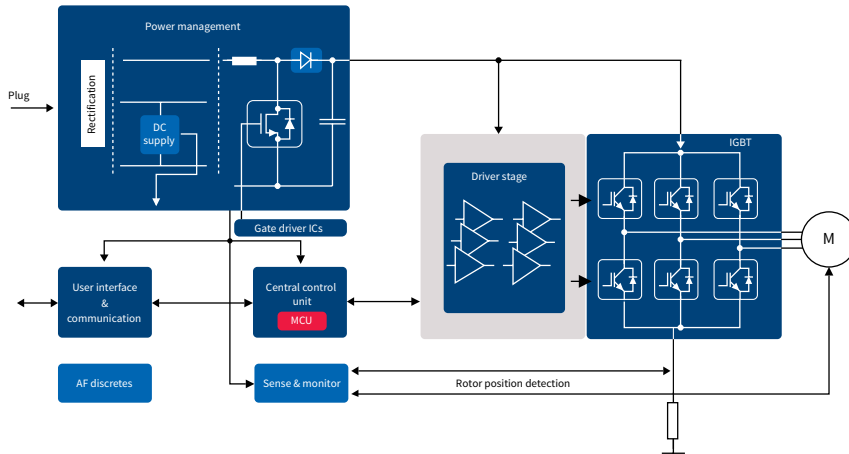 Power management
Plug
Rectification
DC
supply
Gate driver ICs
IGBT
Driver stage
M
User interface
&
communication
Central control
unit
MCU
AF discretes
Sense & monitor
Rotor position detection